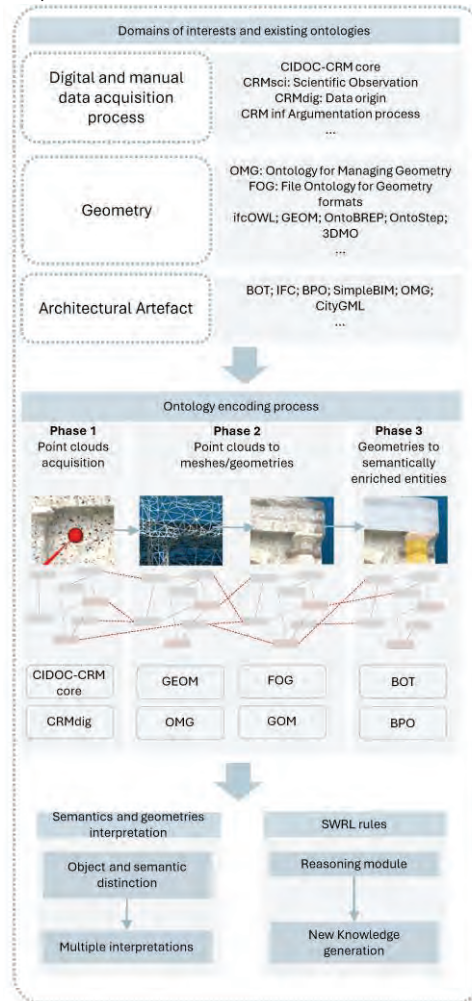 Domains of interests and existing ontologies
Digital and manual
data acquisition
process
CIDOC-CRM core
CRMsci: Scientific Observation
CRMdig: Data origin
CRM inf Argumentation process
...
Geometry
OMG: Ontology for Managing Geometry
FOG: File Ontology for Geometry
formats
ifcOWL; GEOM; OntoBREP; OntoStep;
3DMO
...
Architectural Artefact
BOT; IFC; BPO; SimpleBIM; OMG;
CityGML
...
Ontology encoding process
Phase 1
Point clouds
acquisition
Phase 2
Point clouds to
meshes/geometries
Phase 3
Geometries to
semantically
enriched entities
CIDOC-CRM
core
GEOM
FOG
BOT
CRMdig
OMG
GOM
BPO
Semantics and geometries
interpretation
SWRL rules
Object and semantic
distinction
Reasoning module
Multiple interpretations
New Knowledge
generation